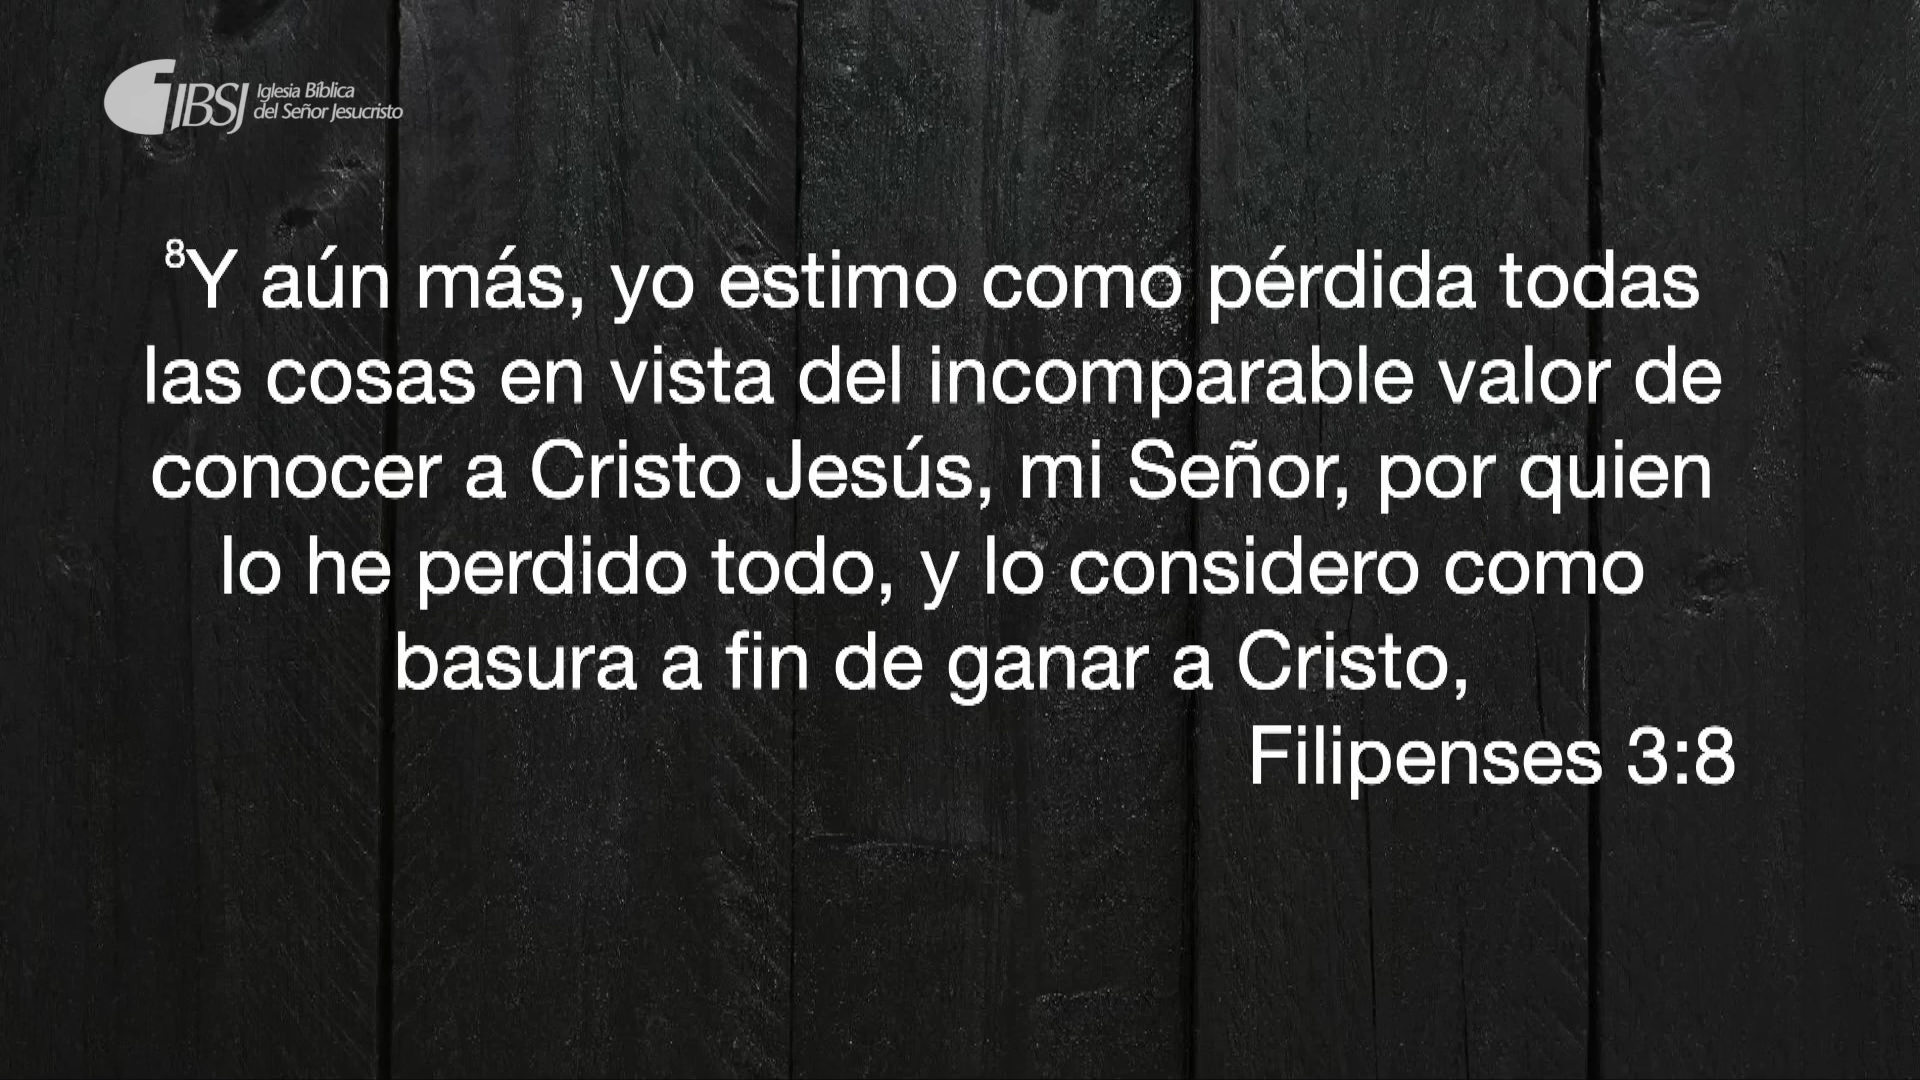 IBSJ
Iglesia Bíblica
del Señor Jesucristo
⁸Y aún más, yo estimo como pérdida todas
las cosas en vista del incomparable valor de
conocer a Cristo Jesús, mi Señor, por quien
lo he perdido todo, y lo considero como
basura a fin de ganar a Cristo,
Filipenses 3:8